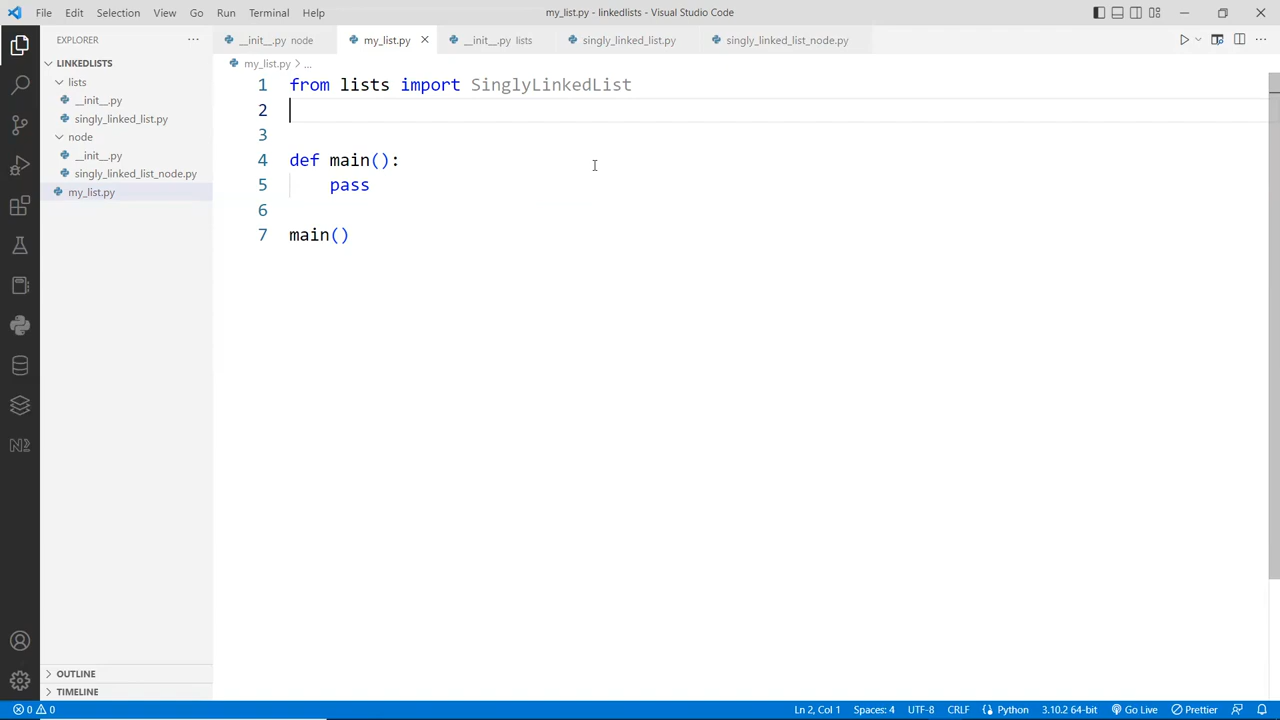 File Edit Selection View Go Run Terminal Help
my_list.py - linkedlists - Visual Studio Code
EXPLORER
__init__.py node
my_list.py
__init__.py lists
singly_linked_list.py
singly_linked_list_node.py
LINKEDLISTS
lists
__init__.py
singly_linked_list.py
node
__init__.py
singly_linked_list_node.py
my_list.py
my_list.py > ...
1 from lists import SinglyLinkedList
2
3
4 def main():
5 pass
6
7 main()
OUTLINE
TIMELINE
0 0
Ln 2, Col 1 Spaces: 4 UTF-8 CRLF Python 3.10.2 64-bit Go Live Prettier